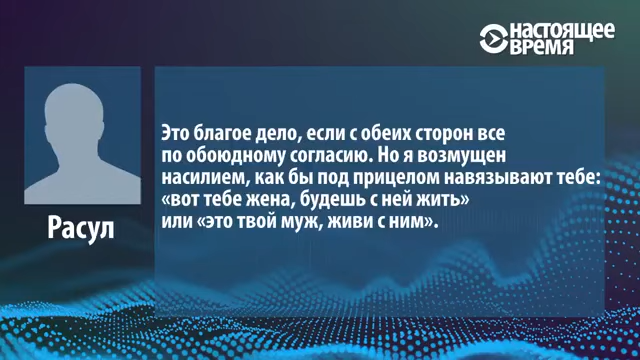 НАСТОЯЩЕЕ
ВРЕМЯ
Это благое дело, если с обеих сторон все
по обоюдному согласию. Но я возмущен
насилием, как бы под прицелом навязывают тебе:
«вот тебе жена, будешь с ней жить»
или «это твой муж, живи с ним».
Расул